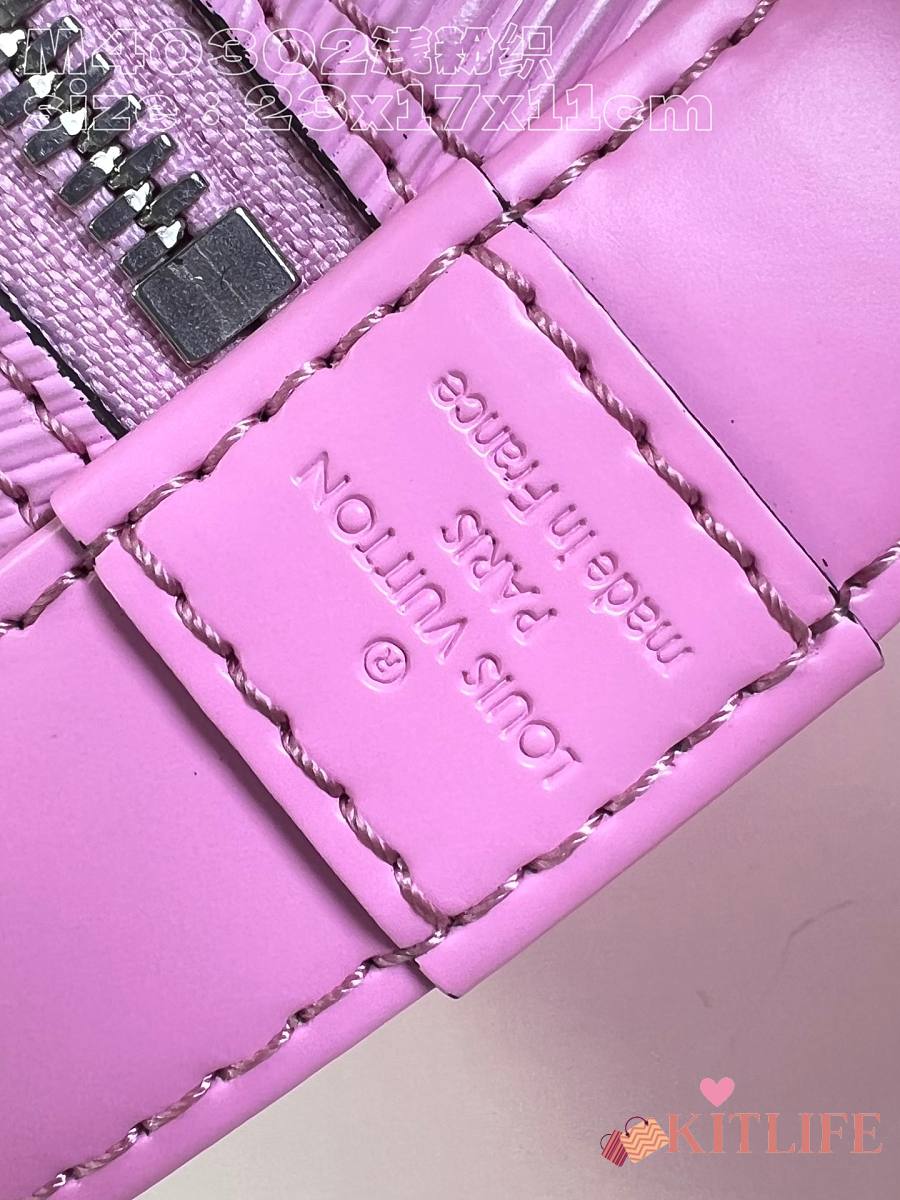 M40302浅粉织
size：23x17x11cm
®
LOUIS VUITTON
PARIS
made in France
KITLIFE